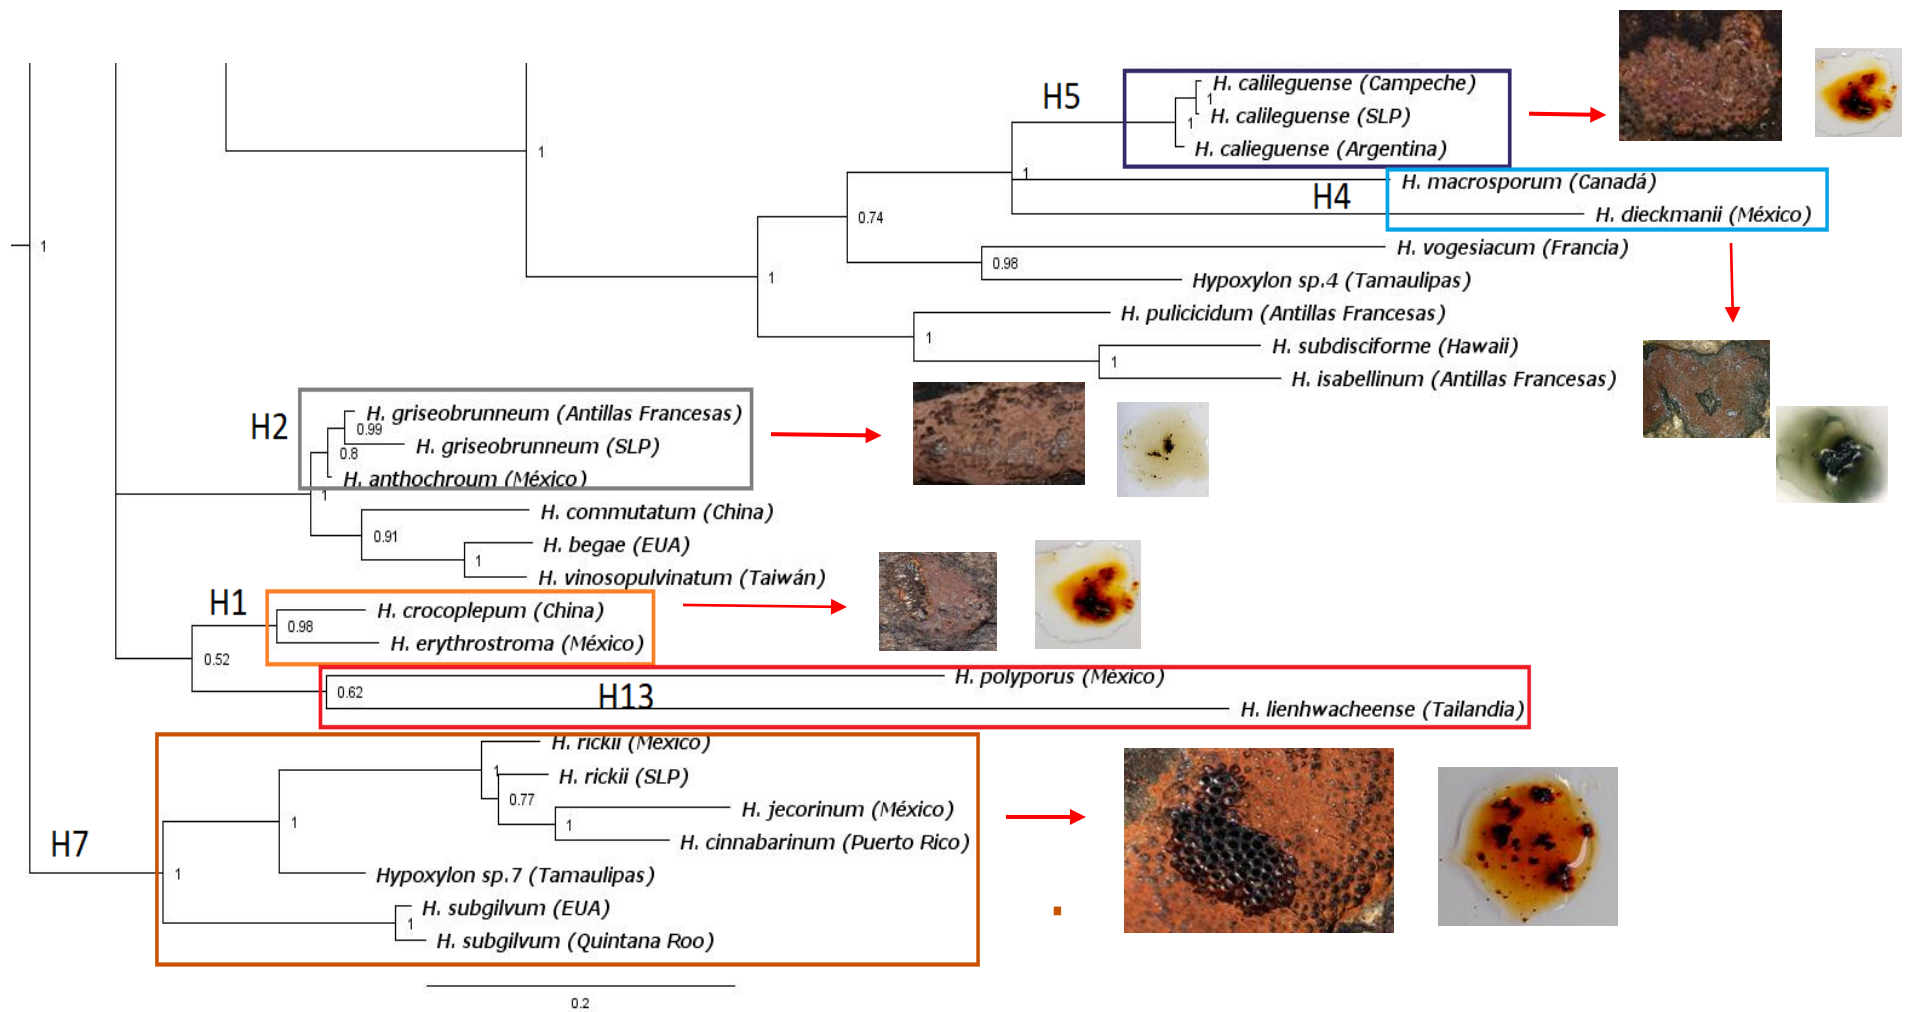 H5
H. calileguense (Campeche)
1
H. calileguense (SLP)
1
1
H. calieguense (Argentina)
1
H. macrosporum (Canadá)
H4
H. dieckmanii (México)
0.74
1
H. vogesiacum (Francia)
0.98
1
Hypoxylon sp.4 (Tamaulipas)
H. pulicicidum (Antillas Francesas)
1
H. subdisciforme (Hawaii)
1
H. isabellinum (Antillas Francesas)
H2
H. griseobrunneum (Antillas Francesas)
0.99
H. griseobrunneum (SLP)
0.8
H. anthochroum (México)
1
H. commutatum (China)
0.91
H. begae (EUA)
1
H. vinosopulvinatum (Taiwán)
H1
H. crocoplepum (China)
0.98
H. erythrostroma (México)
0.52
H. polyporus (México)
0.62
H13
H. lienhwacheense (Tailandia)
H. rickii (México)
1
H. rickii (SLP)
0.77
H. jecorinum (México)
1
1
H. cinnabarinum (Puerto Rico)
H7
1
Hypoxylon sp.7 (Tamaulipas)
H. subgilvum (EUA)
1
H. subgilvum (Quintana Roo)
0.2